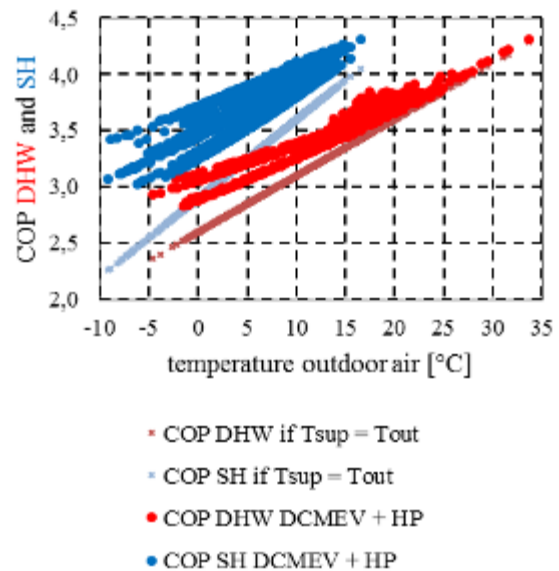 4,5
4,0
3,5
3,0
2,5
2,0
COP DHW and SH
-10 -5 0 5 10 15 20 25 30 35
temperature outdoor air [°C]
COP DHW if Tsup = Tout
COP SH if Tsup = Tout
COP DHW DCMEV + HP
COP SH DCMEV + HP